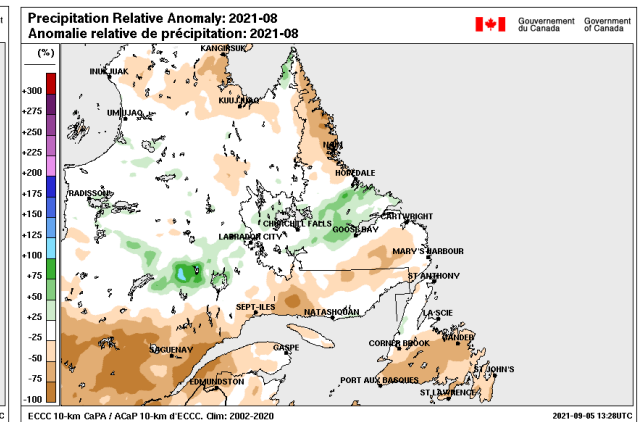 Precipitation Relative Anomaly: 2021-08
Anomalie relative de précipitation: 2021-08
Gouvernement du Canada
Government of Canada
(%)
+300
+275
+250
+225
+200
+175
+150
+125
+100
+75
+50
+25
-25
-50
-75
-100
KANGIRSUK
INUKJUAK
KUUJJUAQ
UMIUJAQ
NAIN
HOPEDALE
RADISSON
CARTWRIGHT
CHURCHILL FALLS
GOOSE BAY
LABRADOR CITY
MARY'S HARBOUR
ST ANTHONY
SEPT-ILES
NATASHQUAN
LA SCIE
GANDER
CORNER BROOK
SAGUENAY
GASPE
ST JOHN'S
EDMUNDSTON
PORT AUX BASQUES
ST LAWRENCE
ECCC 10-km CaPA / ACaP 10-km d'ECCC. Clim: 2002-2020
2021-09-05 13:28UTC